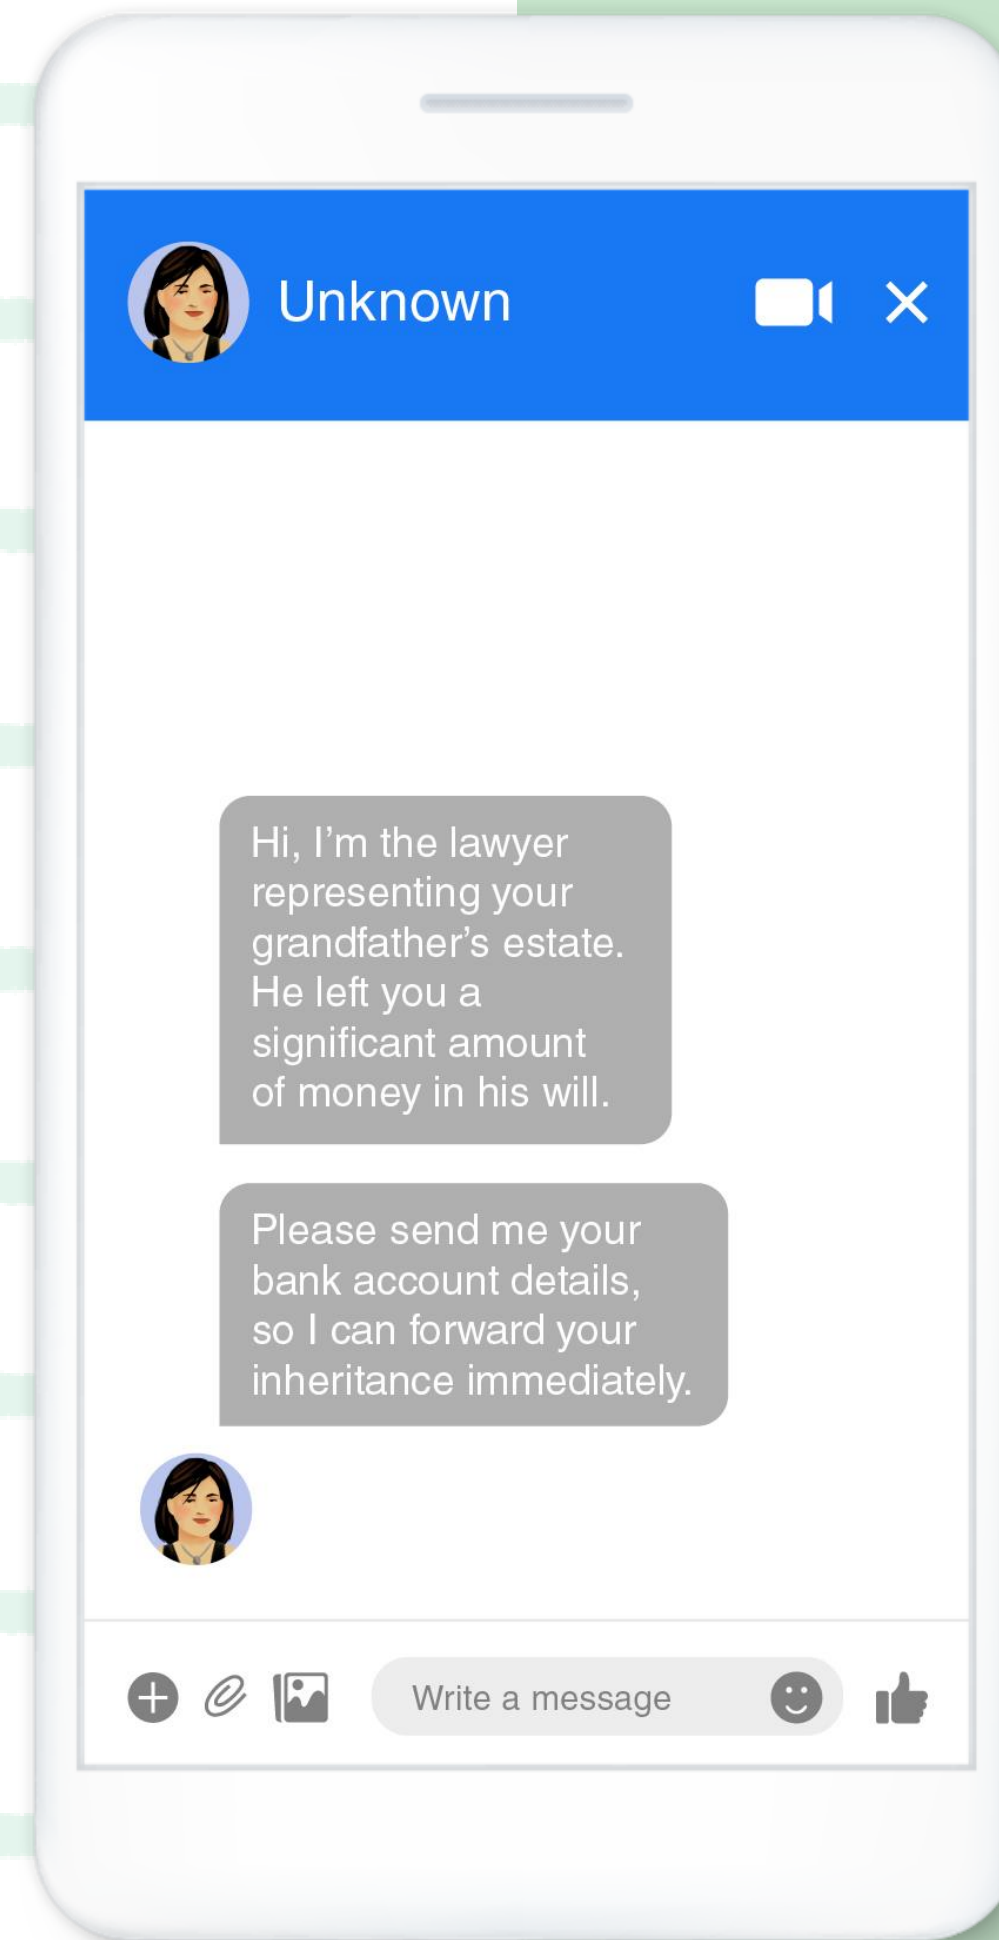 Unknown
Hi, I’m the lawyer
representing your
grandfather’s estate.
He left you a
significant amount
of money in his will.
Please send me your
bank account details,
so I can forward your
inheritance immediately.
Write a message